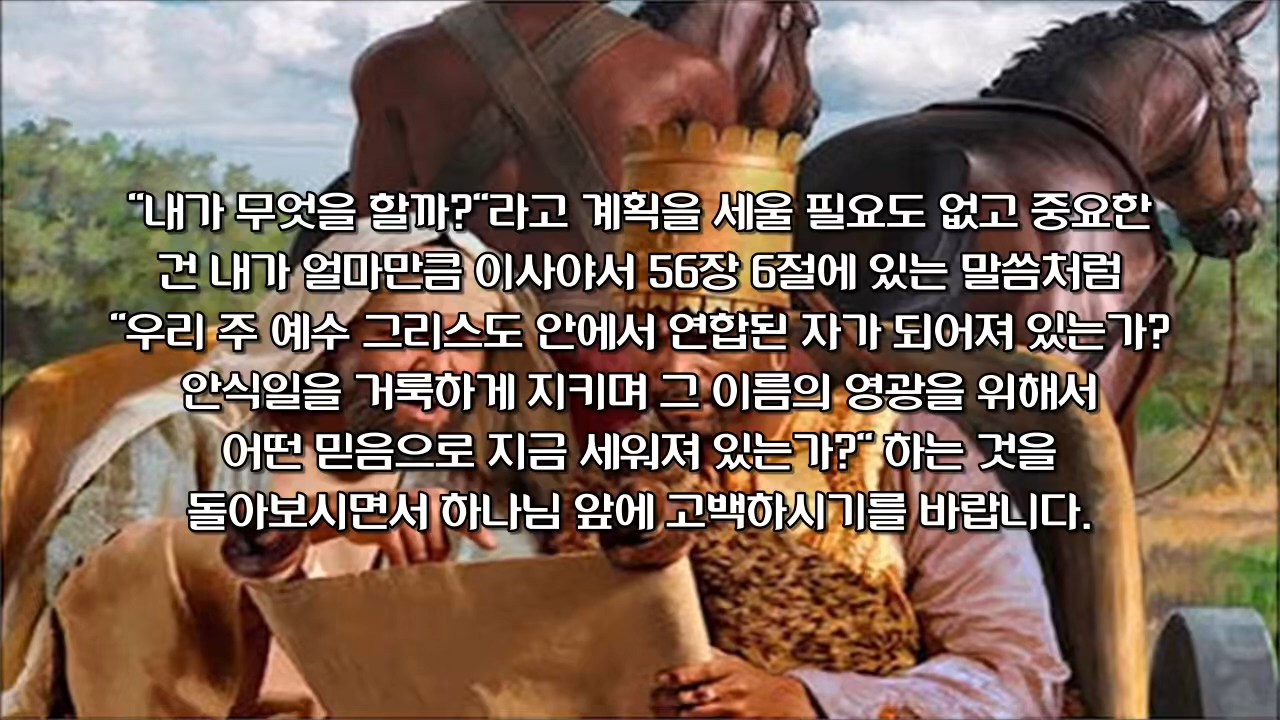 “내가 무엇을 할까?“라고 계획을 세울 필요도 없고 중요한
건 내가 얼마만큼 이사야서 56장 6절에 있는 말씀처럼
“우리 주 예수 그리스도 안에서 연합된 자가 되어져 있는가?
안식일을 거룩하게 지키며 그 이름의 영광을 위해서
어떤 믿음으로 지금 세워져 있는가?“ 하는 것을
돌아보시면서 하나님 앞에 고백하시기를 바랍니다.